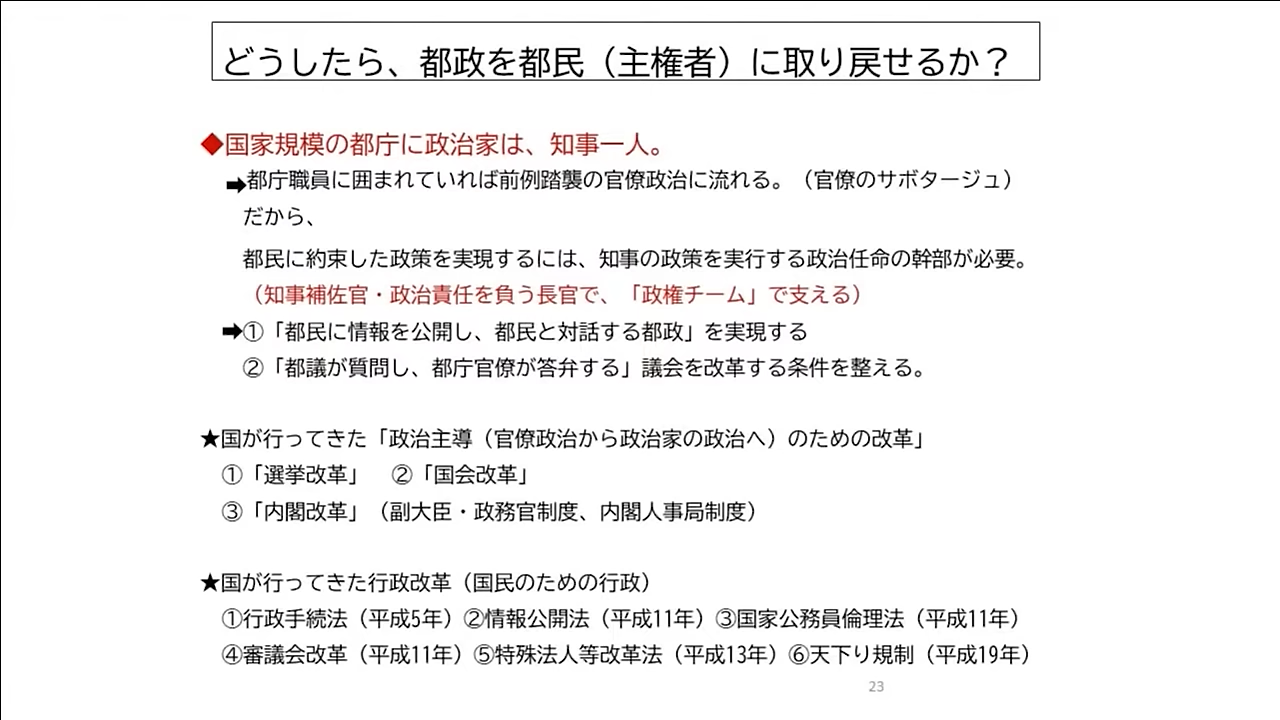 どうしたら、都政を都民（主権者）に取り戻せるか？
◆国家規模の都庁に政治家は、知事一人。
➡都庁職員に囲まれていれば前例踏襲の官僚政治に流れる。（官僚のサボタージュ）
だから、
都民に約束した政策を実現するには、知事の政策を実行する政治任命の幹部が必要。
（知事補佐官・政治責任を負う長官で、「政権チーム」で支える）
➡①「都民に情報を公開し、都民と対話する都政」を実現する
②「都議が質問し、都庁官僚が答弁する」議会を改革する条件を整える。
★国が行ってきた「政治主導（官僚政治から政治家の政治へ）のための改革」
①「選挙改革」　②「国会改革」
③「内閣改革」（副大臣・政務官制度、内閣人事局制度）
★国が行ってきた行政改革（国民のための行政）
①行政手続法（平成5年）②情報公開法（平成11年）③国家公務員倫理法（平成11年）
④審議会改革（平成11年）⑤特殊法人等改革法（平成13年）⑥天下り規制（平成19年）
23